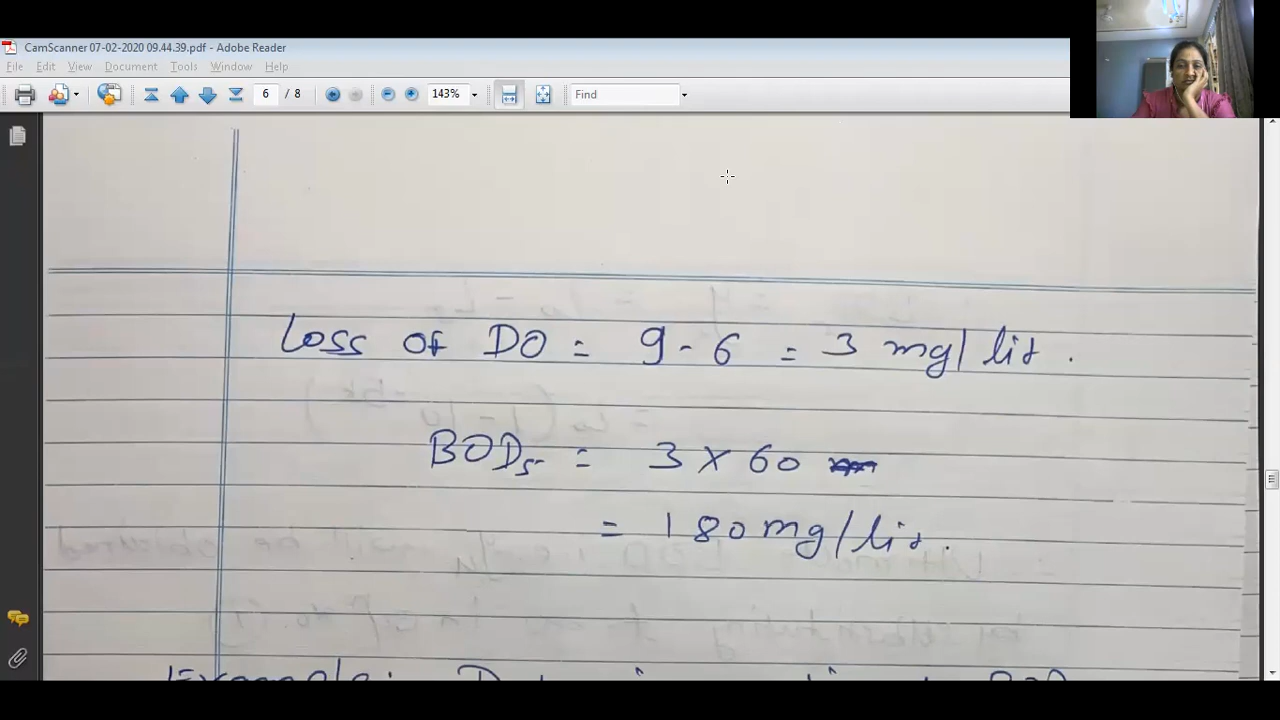 CamScanner 07-02-2020 09.44.39.pdf - Adobe Reader
File Edit View Document Tools Window Help
6 / 8 143% Find
Loss of DO = 9 - 6 = 3 mg/lit.
BOD5 = 3 X 60
= 180 mg/lit.
Example: